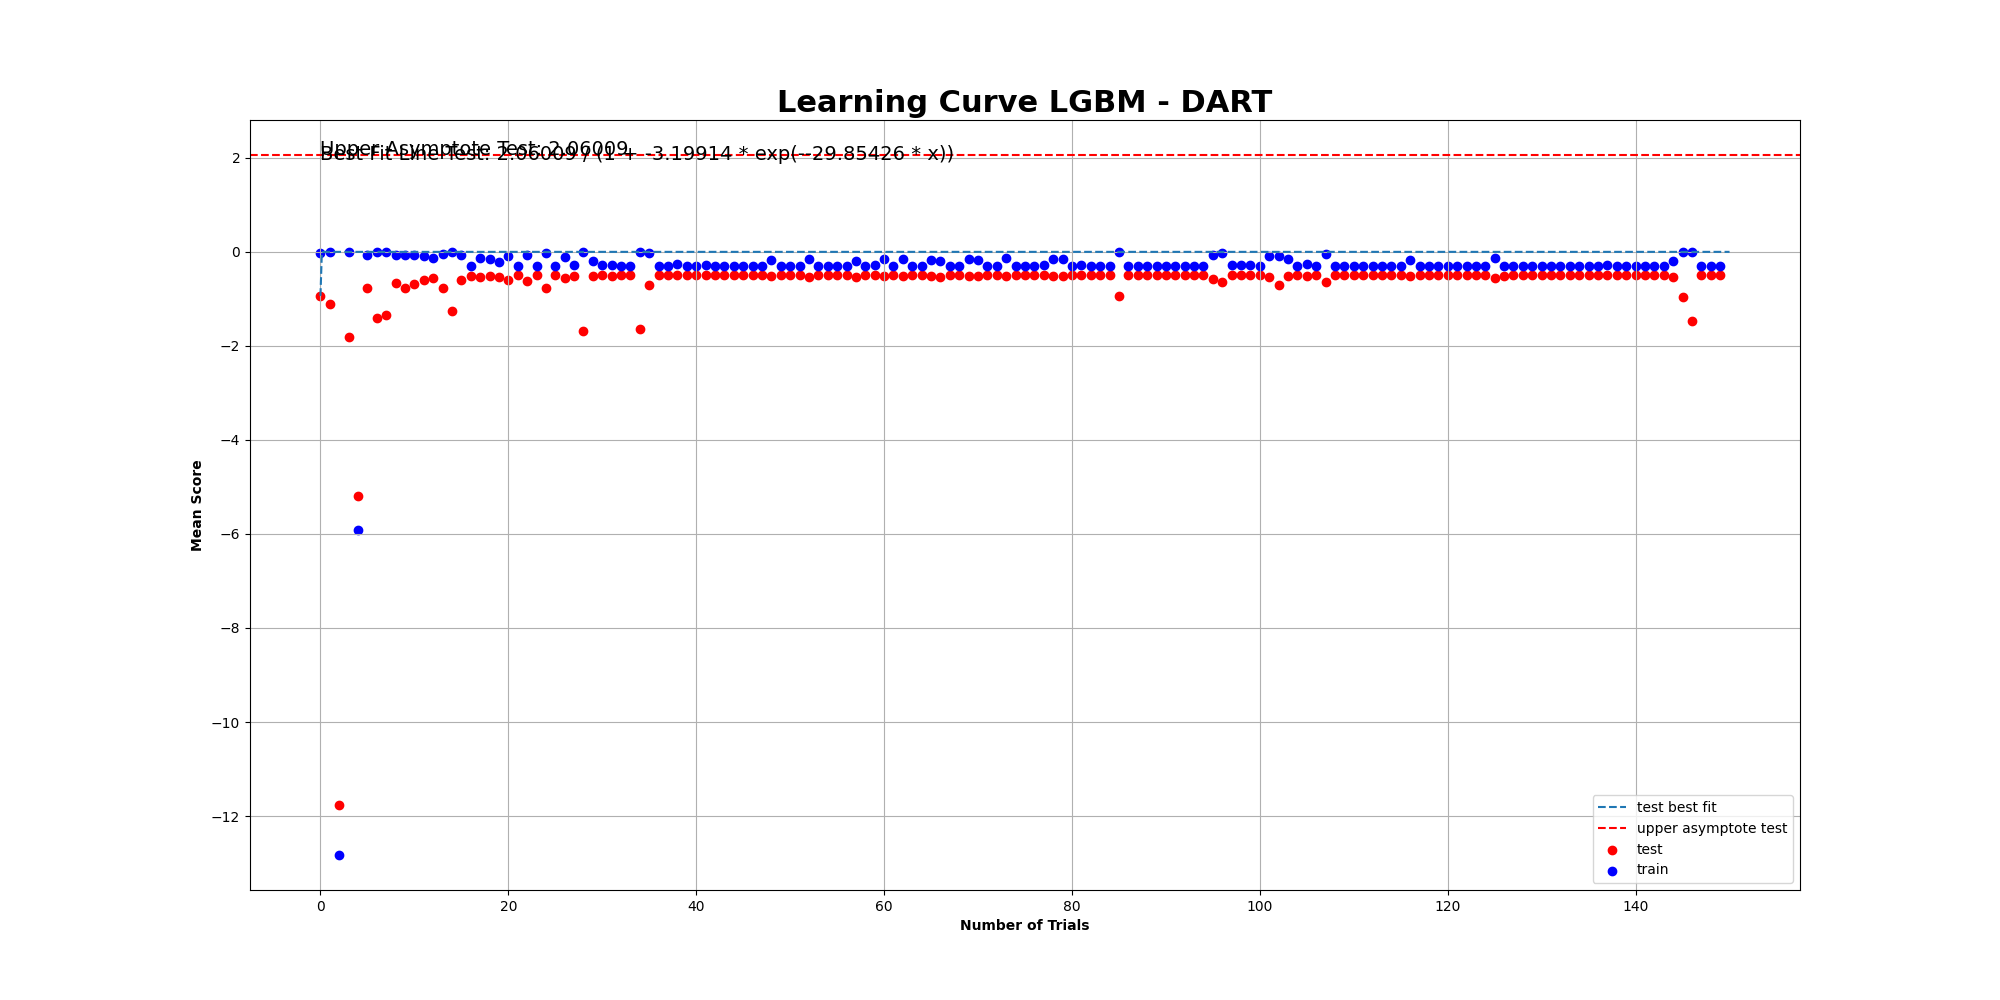 Learning Curve LGBM - DART
Upper Asymptote Test: 2.06009
Best Fit Line Test: 2.06009 / (1 + -3.19914 * exp(--29.85426 * x))
2
0
−2
−4
−6
−8
−10
−12
Mean Score
0 20 40 60 80 100 120 140
Number of Trials
test best fit
upper asymptote test
test
train